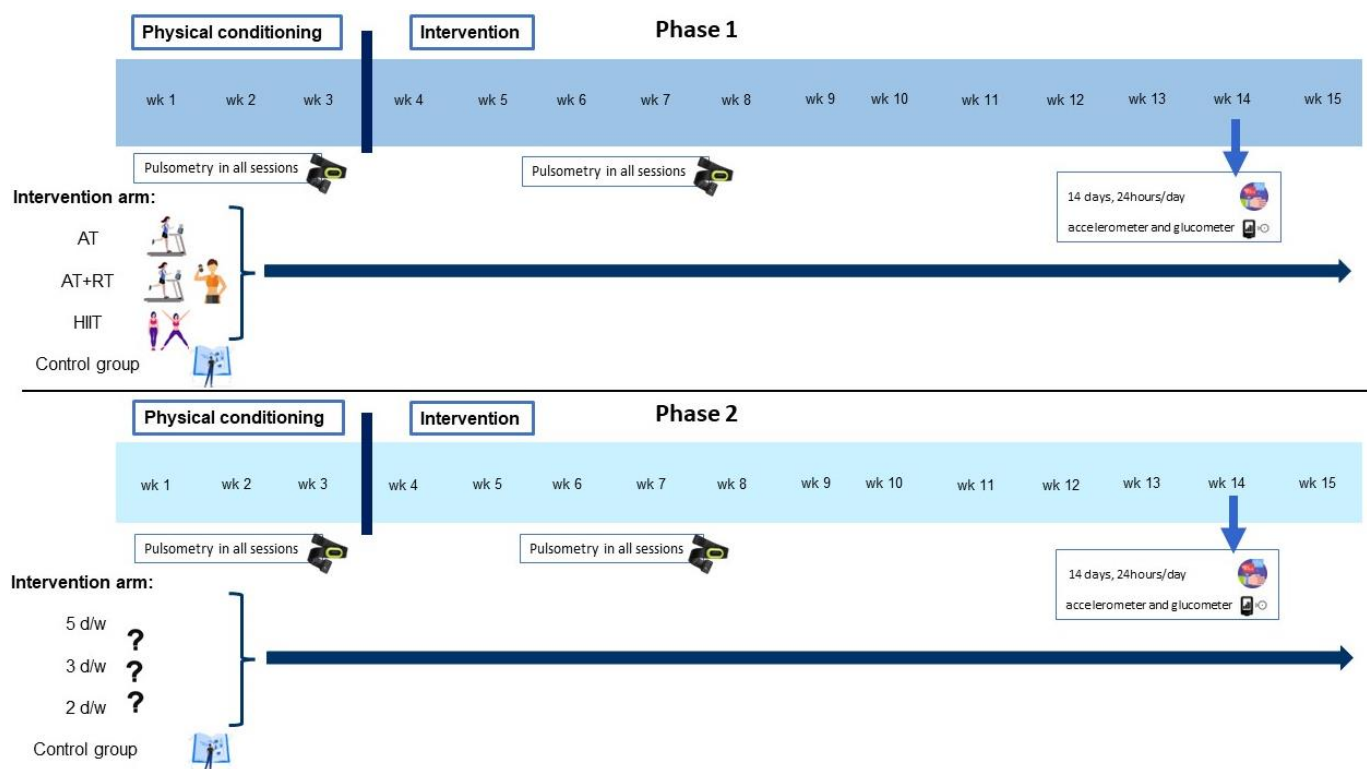 Physical conditioning
Intervention
Phase 1
wk 1 wk 2 wk 3 wk 4 wk 5 wk 6 wk 7 wk 8 wk 9 wk 10 wk 11 wk 12 wk 13 wk 14 wk 15
Pulsometry in all sessions
Pulsometry in all sessions
14 days, 24hours/day
accelerometer and glucometer
Intervention arm:
AT
AT+RT
HIIT
Control group
Physical conditioning
Intervention
Phase 2
wk 1 wk 2 wk 3 wk 4 wk 5 wk 6 wk 7 wk 8 wk 9 wk 10 wk 11 wk 12 wk 13 wk 14 wk 15
Pulsometry in all sessions
Pulsometry in all sessions
14 days, 24hours/day
accelerometer and glucometer
Intervention arm:
5 d/w ?
3 d/w ?
2 d/w ?
Control group